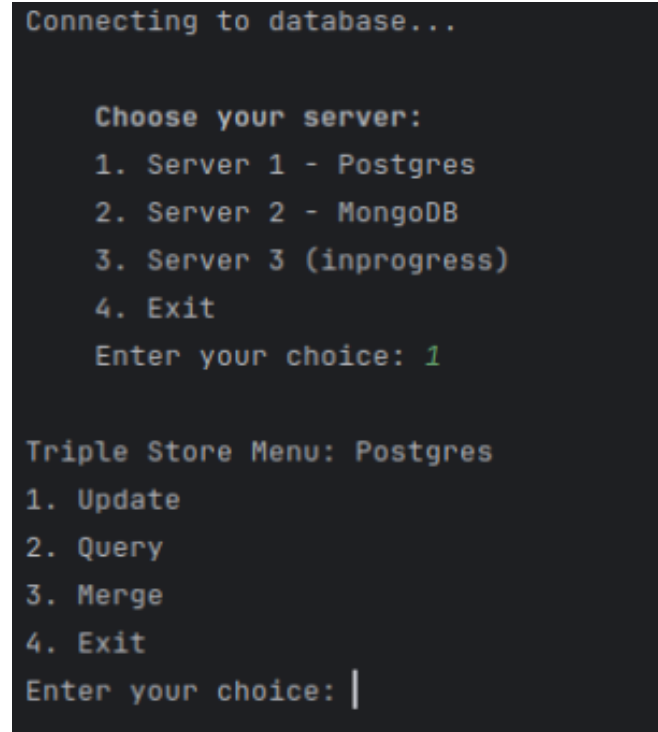 Connecting to database...
Choose your server:
1. Server 1 - Postgres
2. Server 2 - MongoDB
3. Server 3 (inprogress)
4. Exit
Enter your choice: 1
Triple Store Menu: Postgres
1. Update
2. Query
3. Merge
4. Exit
Enter your choice: